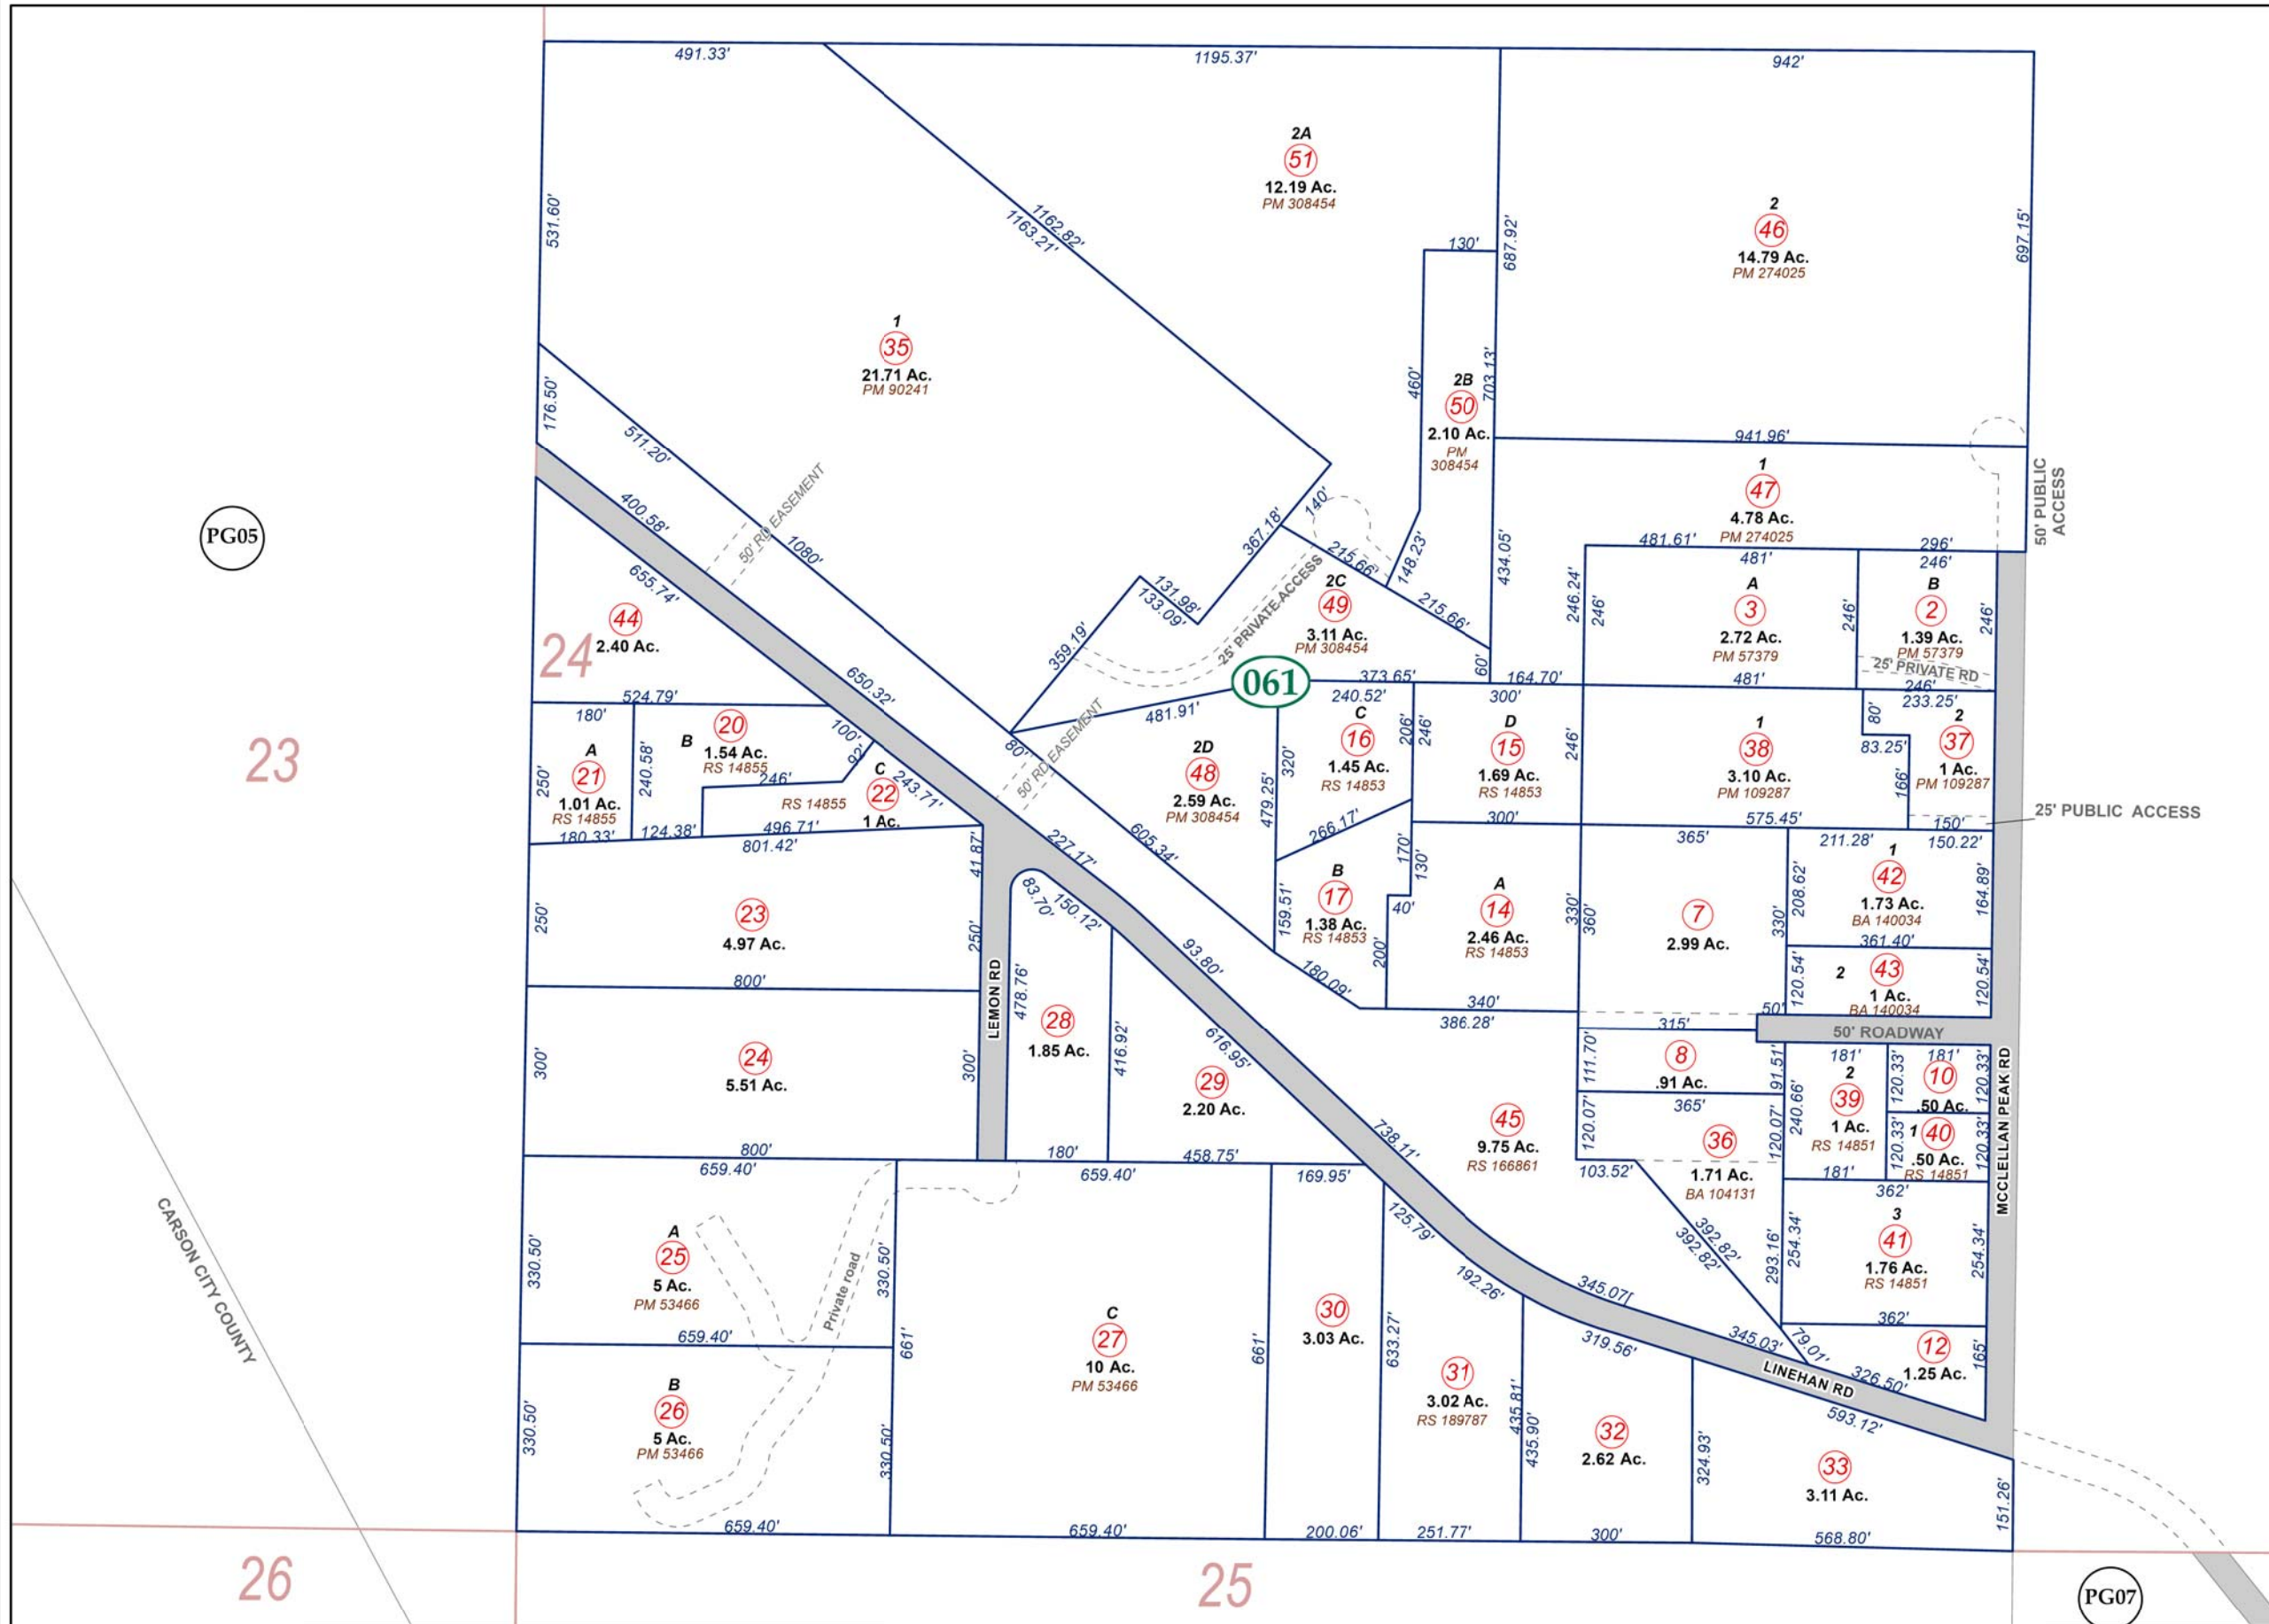 491.33'
1195.37'
942'
531.60'
1162.82'
1163.21'
2A
51
12.19 Ac.
PM 308454
687.92'
2
46
14.79 Ac.
PM 274025
697.15'
130'
1
35
21.71 Ac.
PM 90241
176.50'
511.20'
460'
2B
50
2.10 Ac.
PM
308454
703.13'
941.96'
1
47
4.78 Ac.
PM 274025
50' PUBLIC
ACCESS
PG05
400.58'
50' RD EASEMENT
1080'
655.74'
367.18'
140'
215.66'
148.23'
434.05'
481.61'
296'
481'
246'
44
2.40 Ac.
24
131.98'
133.09'
359.19'
25' PRIVATE ACCESS
2C
49
3.11 Ac.
PM 308454
215.66'
60'
246.24'
246'
A
3
2.72 Ac.
PM 57379
246'
B
2
1.39 Ac.
PM 57379
246'
25' PRIVATE RD
524.79'
650.32'
061
373.65'
164.70'
481'
246'
180'
A
21
1.01 Ac.
RS 14855
250'
180.33'
240.58'
B
20
1.54 Ac.
RS 14855
246'
100'
92'
C
22
1 Ac.
RS 14855
243.71'
124.38'
496.71'
801.42'
23
80'
50' RD EASEMENT
481.91'
2D
48
2.59 Ac.
PM 308454
479.25'
320'
240.52'
C
16
1.45 Ac.
RS 14853
206'
246'
300'
D
15
1.69 Ac.
RS 14853
246'
1
38
3.10 Ac.
PM 109287
80'
233.25'
83.25'
2
37
1 Ac.
PM 109287
166'
150'
25' PUBLIC ACCESS
41.87'
227.17'
605.34'
266.17'
300'
575.45'
365'
211.28'
150.22'
250'
23
4.97 Ac.
250'
800'
83.70'
150.12'
159.51'
B
17
1.38 Ac.
RS 14853
170'
130'
40'
200'
180.09'
A
14
2.46 Ac.
RS 14853
330'
360'
7
2.99 Ac.
330'
208.62'
1
42
1.73 Ac.
BA 140034
164.89'
361.40'
120.54'
2
43
1 Ac.
BA 140034
120.54'
LEMON RD
478.76'
93.80'
340'
386.28'
50'
315'
50' ROADWAY
300'
24
5.51 Ac.
300'
800'
28
1.85 Ac.
416.92'
180'
616.95'
29
2.20 Ac.
458.75'
738.11'
45
9.75 Ac.
RS 166861
111.70'
8
.91 Ac.
91.51'
365'
120.07'
36
1.71 Ac.
BA 104131
120.07'
103.52'
240.66'
181'
2
39
1 Ac.
RS 14851
181'
120.33'
181'
10
.50 Ac.
120.33'
120.33'
1
40
.50 Ac.
RS 14851
120.33'
MCCLELLAN PEAK RD
362'
659.40'
659.40'
169.95'
125.79'
CARSON CITY COUNTY
330.50'
A
25
5 Ac.
PM 53466
Private road
330.50'
659.40'
192.26'
345.07'
392.82'
392.82'
293.16'
254.34'
3
41
1.76 Ac.
RS 14851
254.34'
362'
330.50'
B
26
5 Ac.
PM 53466
330.50'
661'
C
27
10 Ac.
PM 53466
661'
30
3.03 Ac.
633.27'
31
3.02 Ac.
RS 189787
435.81'
435.90'
319.56'
345.03'
79.01'
12
1.25 Ac.
165'
LINEHAN RD
326.50'
593.12'
32
2.62 Ac.
324.93'
33
3.11 Ac.
151.26'
659.40'
659.40'
200.06'
251.77'
300'
568.80'
26
25
PG07